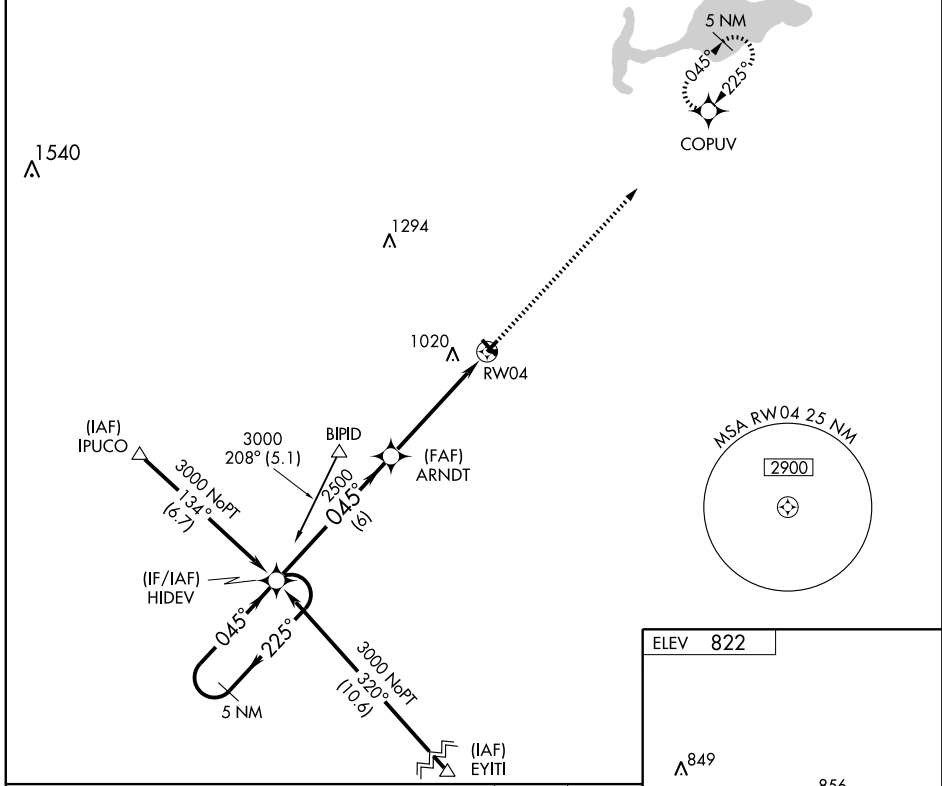 5 NM
045°
225°
COPUV
1540
1294
1020
RW04
(IAF)
IPUCO
3000
208° (5.1)
BIPID
(FAF)
ARNDT
3000 NoPT
134°
(6.7)
2500
045°
(6)
MSA RW04 25 NM
2900
(IF/IAF)
HIDEV
045°
225°
5 NM
3000 NoPT
320°
(10.6)
(IAF)
EYITI
ELEV 822
849
856